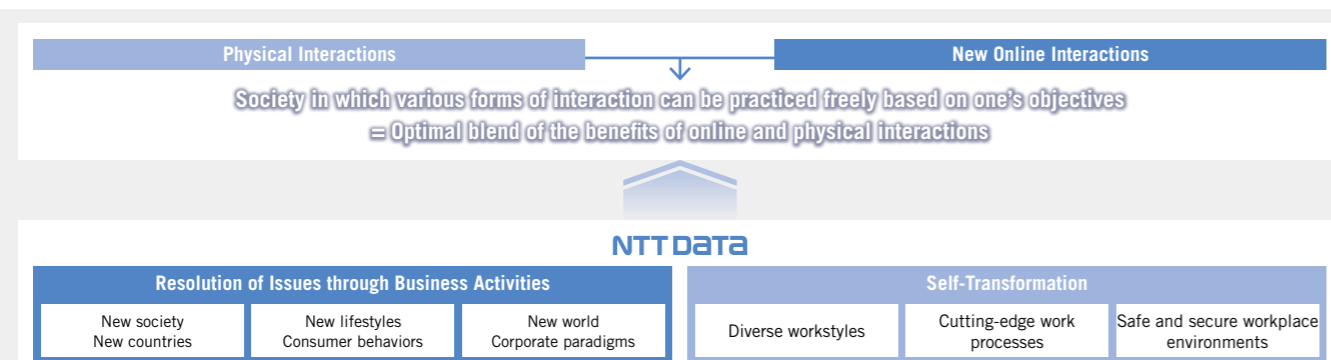 Physical Interactions
New Online Interactions
Society in which various forms of interaction can be practiced freely based on one's objectives
= Optimal blend of the benefits of online and physical interactions
NTT DATA
Resolution of Issues through Business Activities
New society
New countries
New lifestyles
Consumer behaviors
New world
Corporate paradigms
Self-Transformation
Diverse workstyles
Cutting-edge work
processes
Safe and secure workplace
environments